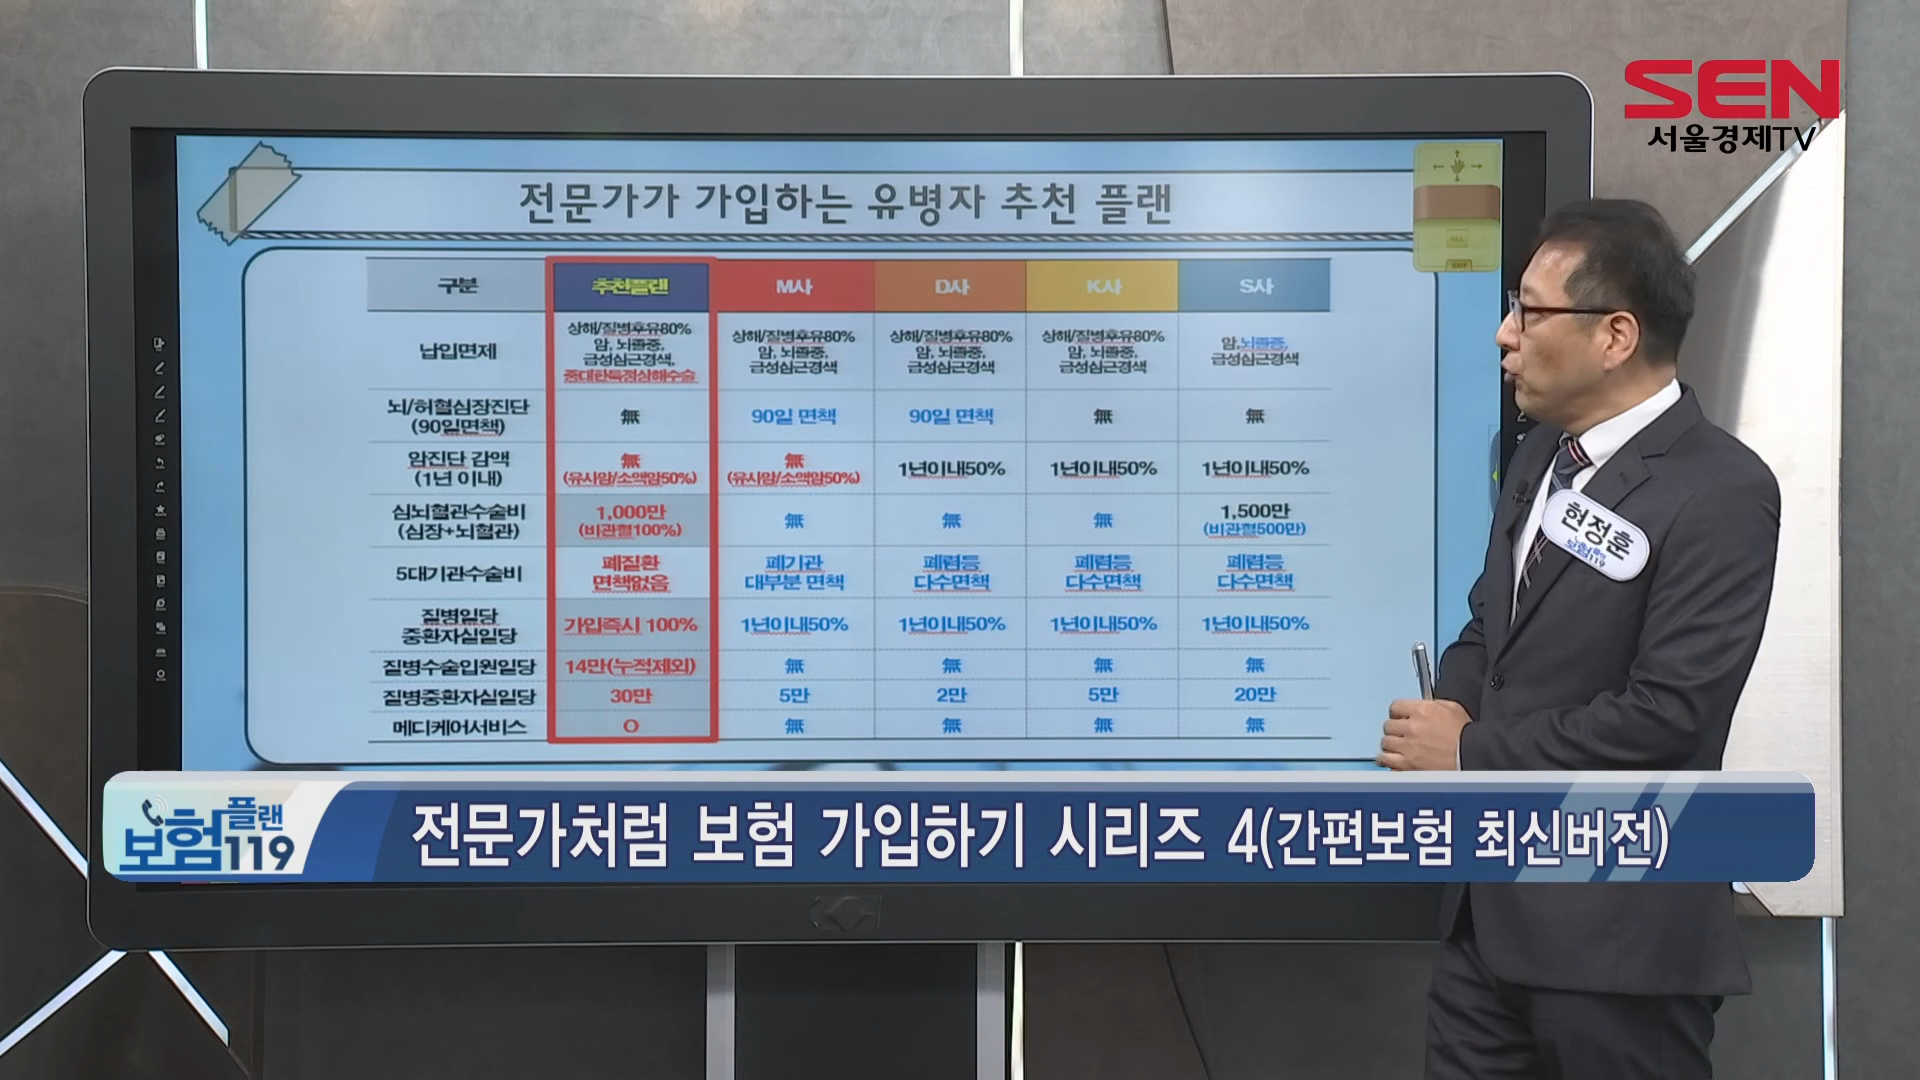 SEN
서울경제TV
전문가가 가입하는 유병자 추천 플랜
구분 추천플랜 M사 D사 K사 S사
납입면제
상해/질병후유80%
암, 뇌졸중,
급성심근경색,
중대한특정상해수술
상해/질병후유80%
암, 뇌졸중,
급성심근경색
상해/질병후유80%
암, 뇌졸중,
급성심근경색
상해/질병후유80%
암, 뇌졸중,
급성심근경색
암,뇌졸중,
급성심근경색
뇌/허혈심장진단
(90일면책)
無 90일 면책 90일 면책 無 無
암진단 감액
(1년 이내)
無
(유사암/소액암50%)
無
(유사암/소액암50%)
1년이내50% 1년이내50% 1년이내50%
심뇌혈관수술비
(심장+뇌혈관)
1,000만
(비관혈100%)
無 無 無
1,500만
(비관혈500만)
5대기관수술비
폐질환
면책없음
폐기관
대부분 면책
폐렴등
다수면책
폐렴등
다수면책
폐렴등
다수면책
질병일당
중환자실일당
가입즉시 100% 1년이내50% 1년이내50% 1년이내50% 1년이내50%
질병수술입원일당 14만(누적제외) 無 無 無 無
질병중환자실일당 30만 5만 2만 5만 20만
메디케어서비스 O 無 無 無 無
현정훈
보험플랜119
보험플랜119
전문가처럼 보험 가입하기 시리즈 4(간편보험 최신버전)